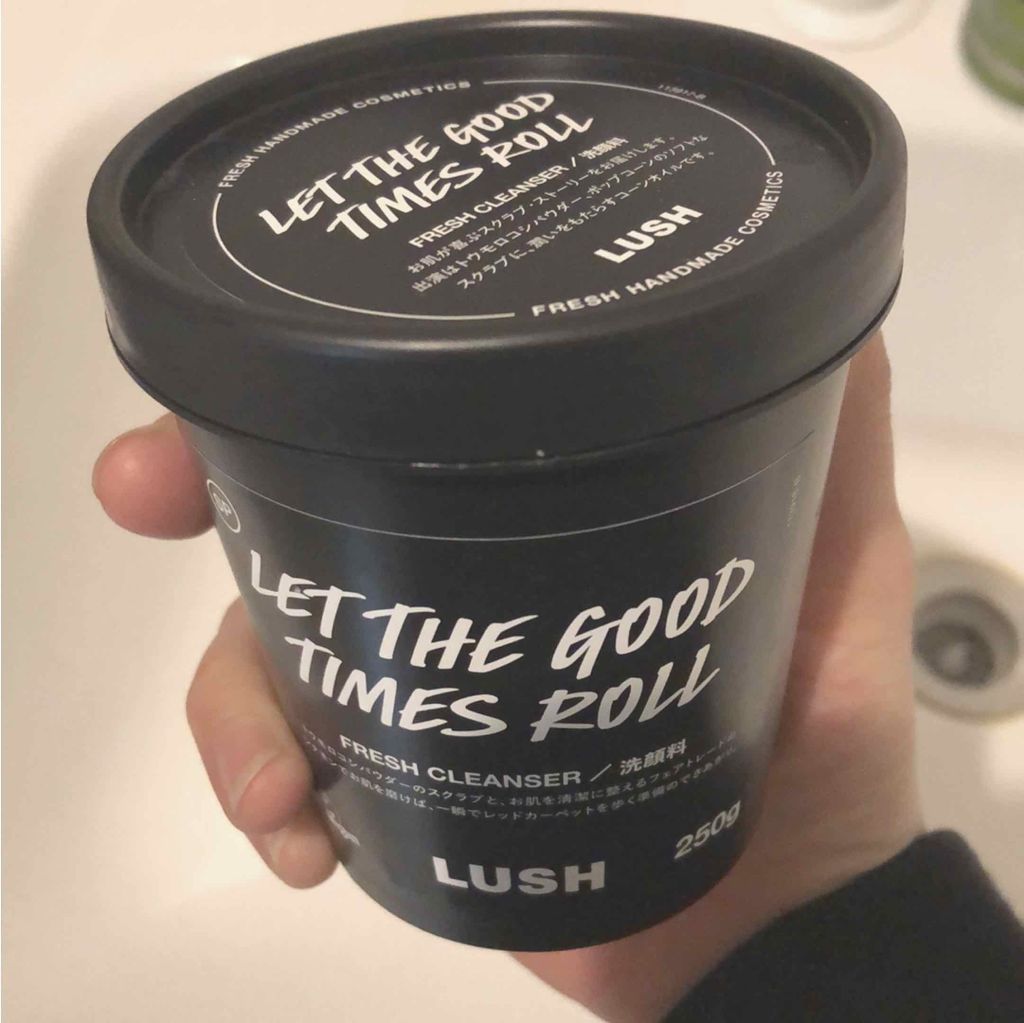 FRESH HANDMADE COSMETICS
LET THE GOOD
TIMES ROLL
FRESH CLEANSER / 洗顔料
お肌が喜ぶスクラブ・ストーリーをお届けします。
出演はトウモロコシパウダー、ポップコーンのソフトな
スクラブに、潤いをもたらすコーンオイルです。
LUSH
FRESH HANDMADE COSMETICS
SP
LET THE GOOD
TIMES ROLL
FRESH CLEANSER / 洗顔料
トウモロコシパウダーのスクラブと、お肌を清潔に整えるフェアトレードの
でお肌を磨けば、一瞬でレッドカーペットを歩く準備のできあがり。
250g
LUSH